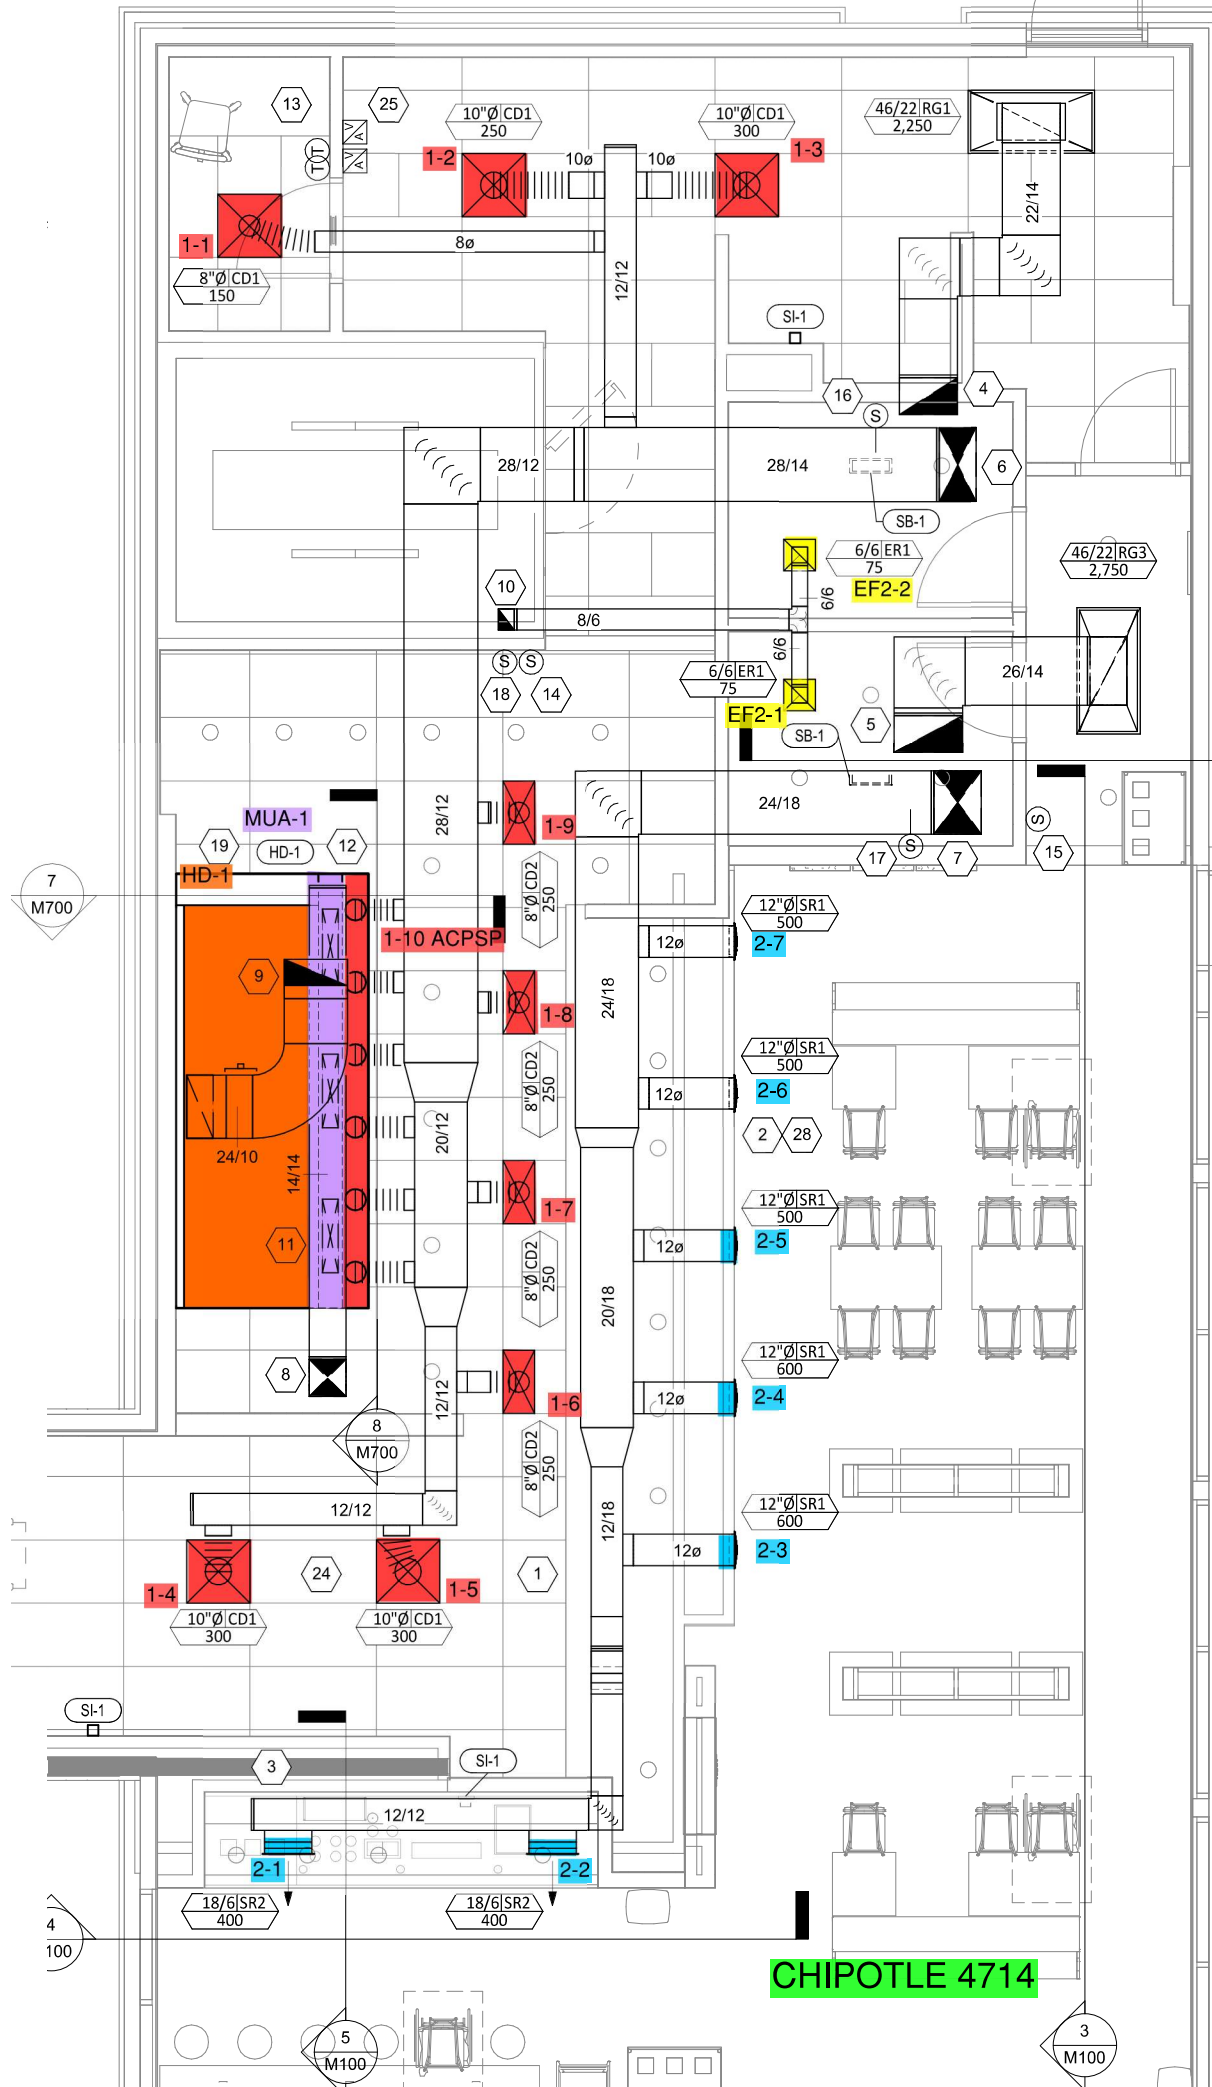 13
25
10"Ø CD1
250
10"Ø CD1
300
46/22 RG1
2,250
1-2
1-3
10ø
10ø
V
A
V
A
T
T
22/14
1-1
8ø
8"Ø CD1
150
12/12
SI-1
16
4
S
28/12
28/14
6
SB-1
6/6 ER1
75
46/22 RG3
2,750
EF2-2
10
6/6
8/6
6/6
S
S
6/6 ER1
75
26/14
18
14
EF2-1
5
SB-1
28/12
24/18
MUA-1
1-9
S
19
HD-1
12
S
17
7
15
HD-1
7
M700
8"Ø CD2
250
12"Ø SR1
500
1-10 ACPSP
12ø
2-7
9
24/18
1-8
12"Ø SR1
500
8"Ø CD2
250
12ø
2-6
20/12
2
28
24/10
14/14
1-7
12"Ø SR1
500
11
12ø
2-5
8"Ø CD2
250
20/18
12"Ø SR1
600
8
12/12
1-6
12ø
2-4
8
M700
8"Ø CD2
250
12"Ø SR1
600
12/12
12/18
12ø
2-3
24
1
1-4
1-5
10"Ø CD1
300
10"Ø CD1
300
SI-1
3
SI-1
12/12
2-1
2-2
18/6 SR2
400
18/6 SR2
400
4
100
CHIPOTLE 4714
5
M100
3
M100